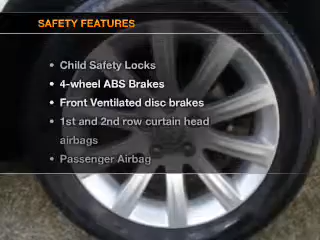 SAFETY FEATURES
• Child Safety Locks
• 4-wheel ABS Brakes
• Front Ventilated disc brakes
• 1st and 2nd row curtain head
airbags
• Passenger Airbag